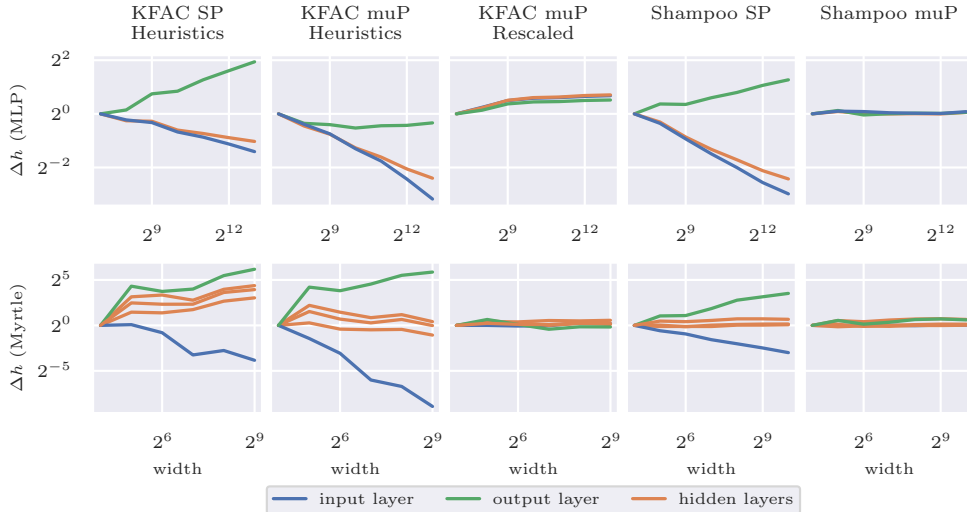 KFAC SP
Heuristics
KFAC muP
Heuristics
KFAC muP
Rescaled
Shampoo SP
Shampoo muP
Δh (MLP)
2^2
2^0
2^-2
2^9 2^12
2^9 2^12
2^9 2^12
2^9 2^12
2^9 2^12
Δh (Myrtle)
2^5
2^0
2^-5
2^6 2^9
2^6 2^9
2^6 2^9
2^6 2^9
2^6 2^9
width
width
width
width
width
input layer
output layer
hidden layers